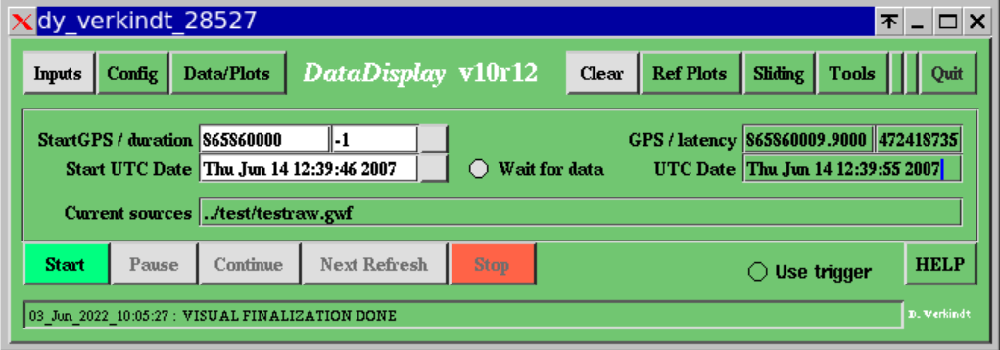 dy_verkindt_28527
Inputs Config Data/Plots DataDisplay v10r12 Clear Ref Plots Sliding Tools Quit
StartGPS / duration 865860000 -1 GPS / latency 865860009.9000 472418735
Start UTC Date Thu Jun 14 12:39:46 2007 Wait for data UTC Date Thu Jun 14 12:39:55 2007
Current sources ../test/testraw.gwf
Start Pause Continue Next Refresh Stop Use trigger HELP
03_Jun_2022_10:05:27 : VISUAL FINALIZATION DONE D. Verkindt